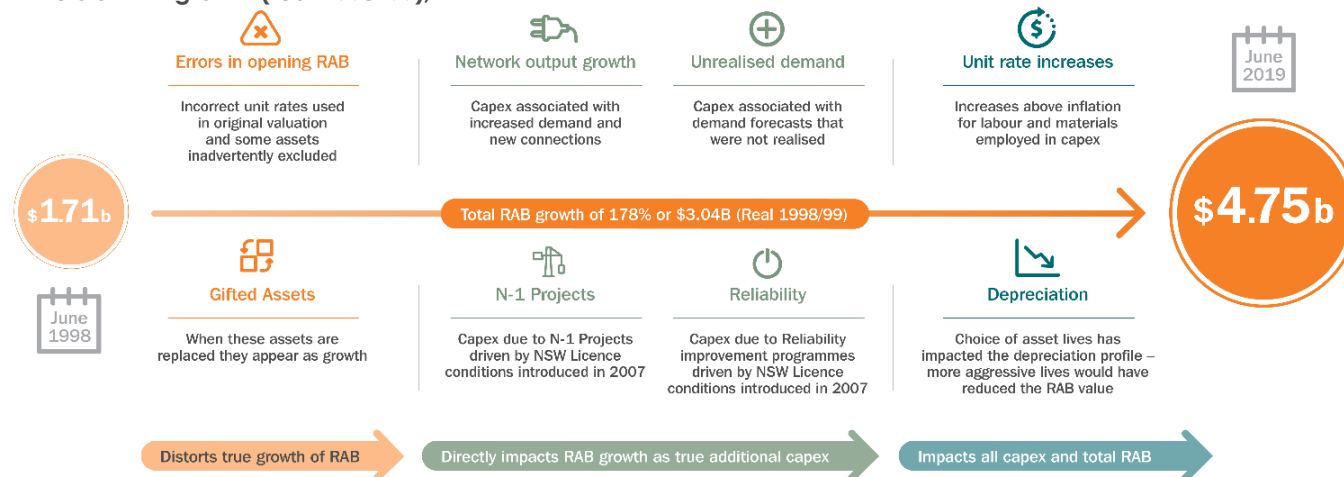 Errors in opening RAB
Incorrect unit rates used
in original valuation
and some assets
inadvertently excluded
Network output growth
Capex associated with
increased demand and
new connections
Unrealised demand
Capex associated with
demand forecasts that
were not realised
Unit rate increases
Increases above inflation
for labour and materials
employed in capex
June
2019
$1.71b
Total RAB growth of 178% or $3.04B (Real 1998/99)
$4.75b
June
1998
Gifted Assets
When these assets are
replaced they appear as growth
N-1 Projects
Capex due to N-1 Projects
driven by NSW Licence
conditions introduced in 2007
Reliability
Capex due to Reliability
improvement programmes
driven by NSW Licence
conditions introduced in 2007
Depreciation
Choice of asset lives has
impacted the depreciation profile –
more aggressive lives would have
reduced the RAB value
Distorts true growth of RAB
Directly impacts RAB growth as true additional capex
Impacts all capex and total RAB